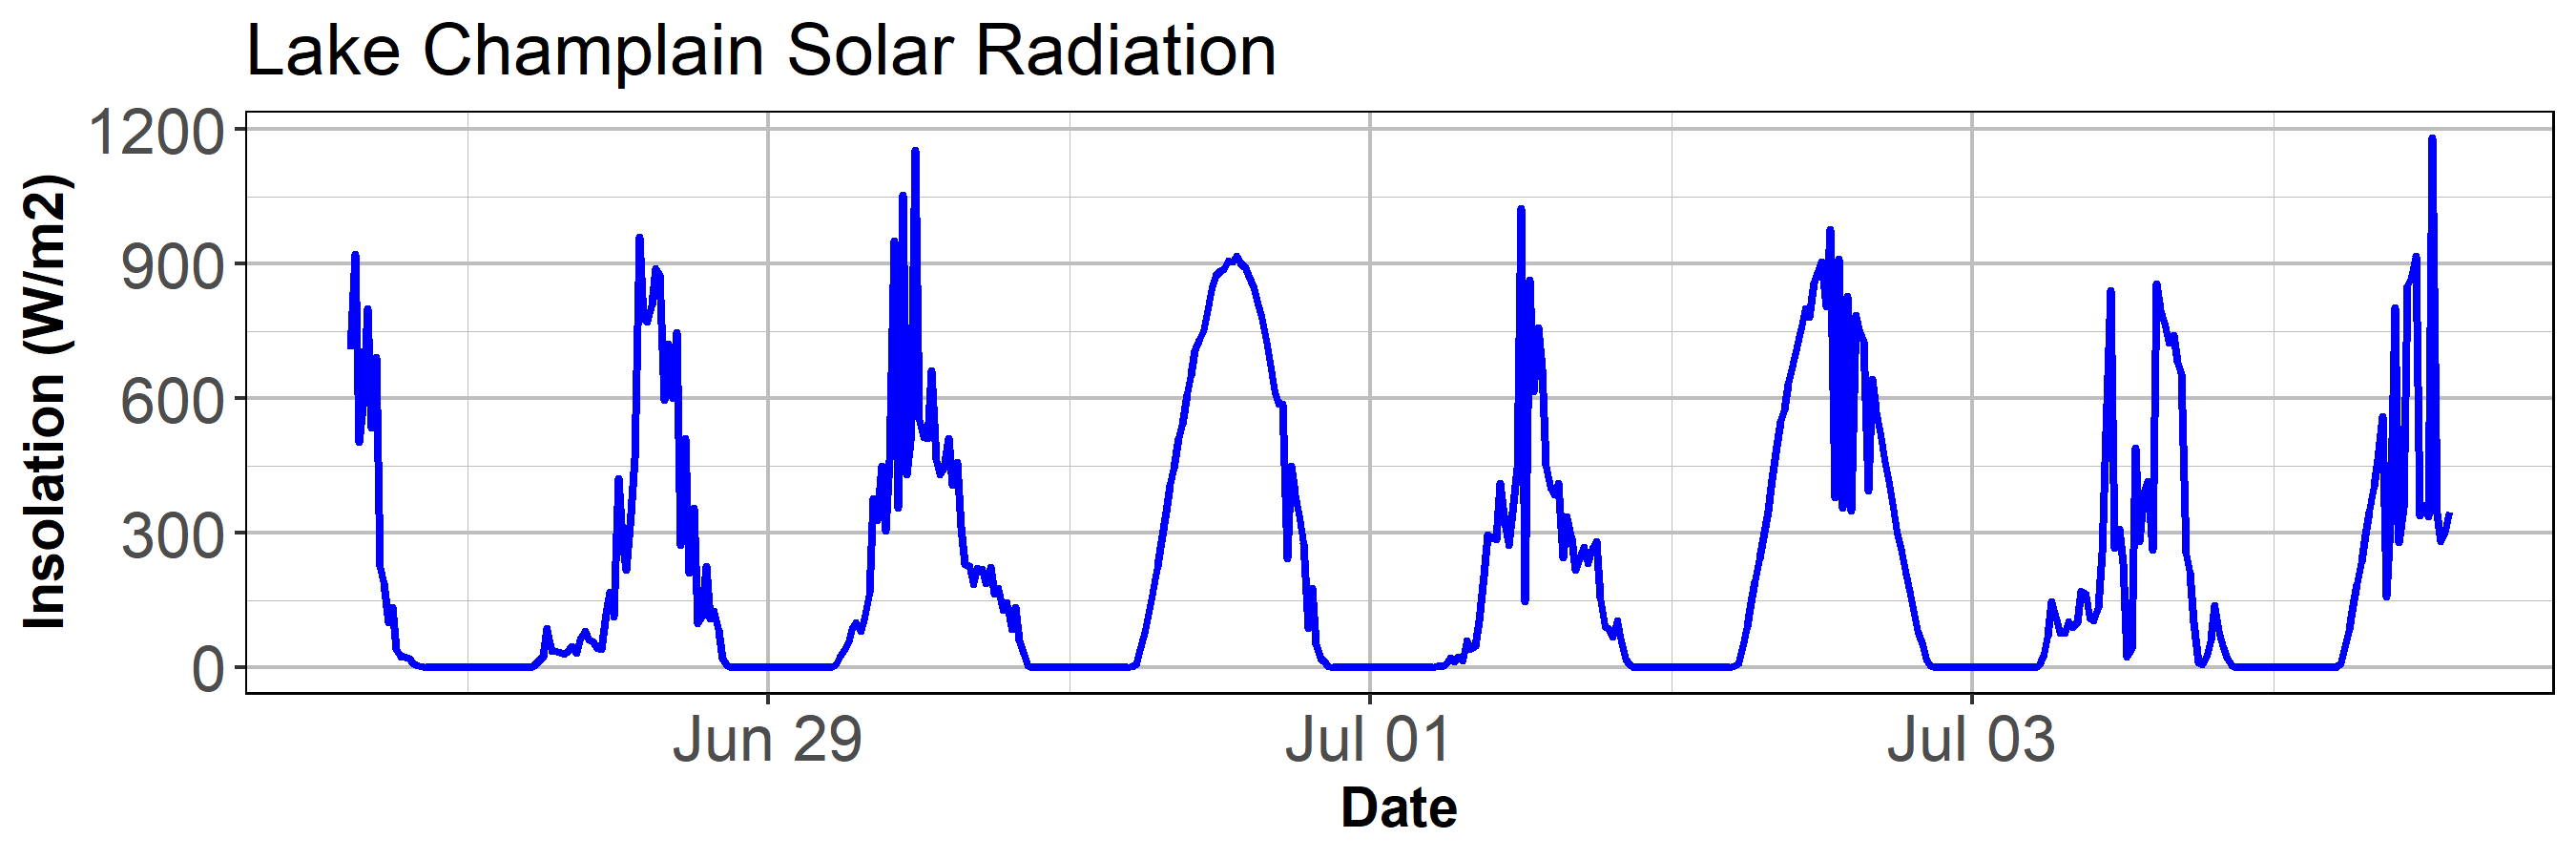 Lake Champlain Solar Radiation
1200
900
600
300
0
Insolation (W/m2)
Jun 29
Jul 01
Jul 03
Date